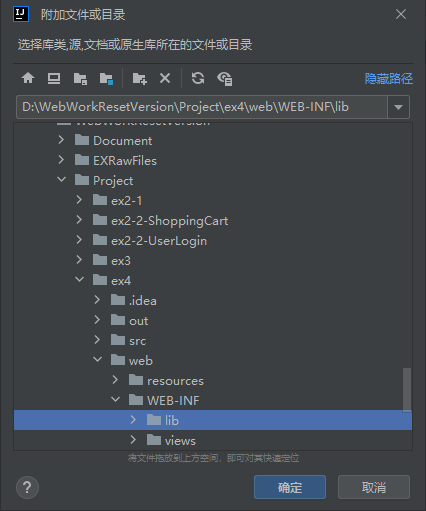 附加文件或目录
选择库类,源,文档或原生库所在的文件或目录
隐藏路径
D:\WebWorkResetVersion\Project\ex4\web\WEB-INF\lib
WebWorkResetVersion
Document
EXRawFiles
Project
ex2-1
ex2-2-ShoppingCart
ex2-2-UserLogin
ex3
ex4
.idea
out
src
web
resources
WEB-INF
lib
views
将文件拖放到上方空间，即可对其快速定位
?
确定
取消